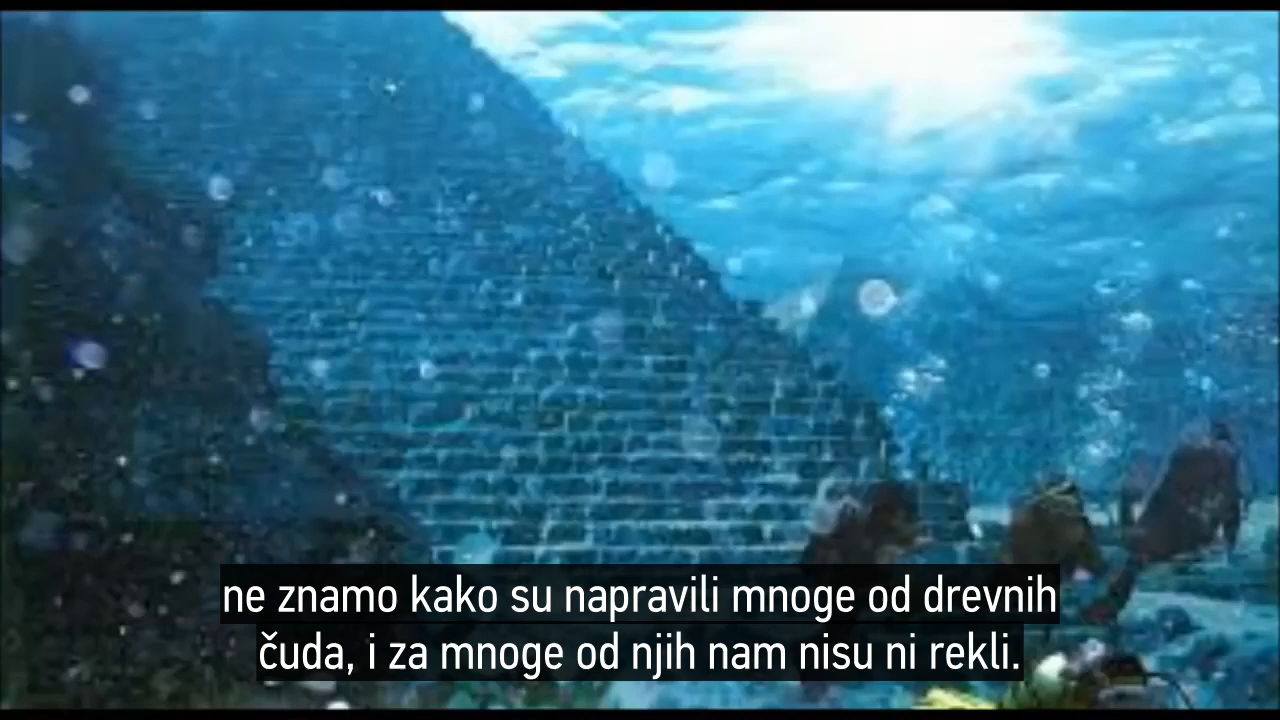 ne znamo kako su napravili mnoge od drevnih
čuda, i za mnoge od njih nam nisu ni rekli.